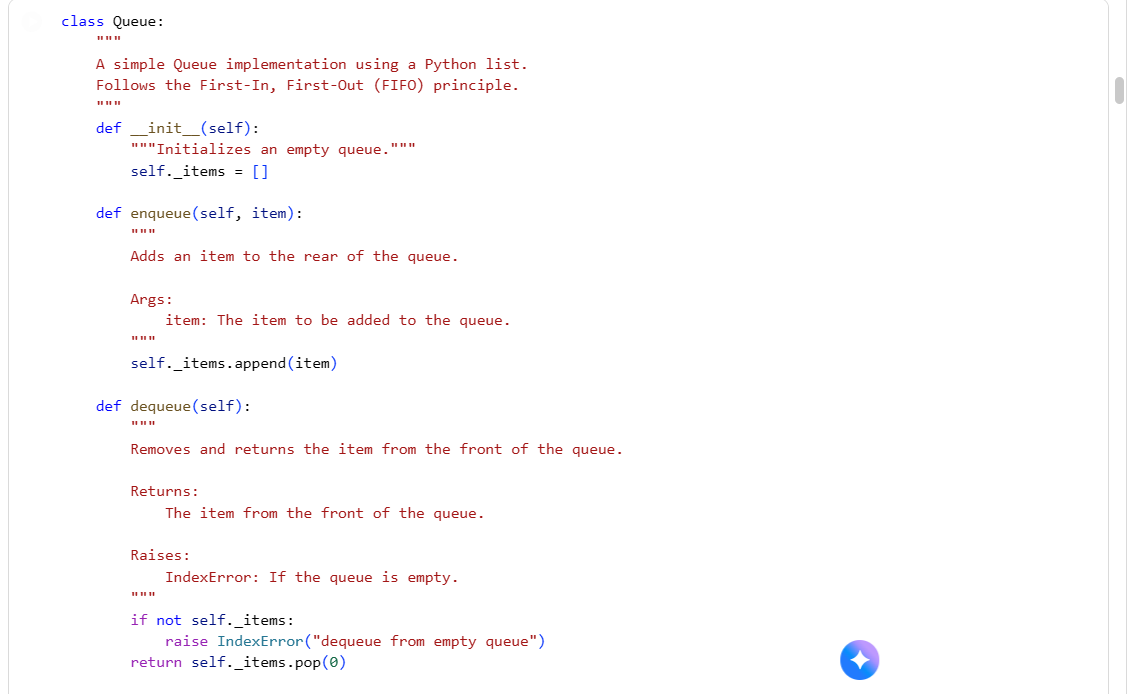 class Queue:
    """
    A simple Queue implementation using a Python list.
    Follows the First-In, First-Out (FIFO) principle.
    """
    def __init__(self):
        """Initializes an empty queue."""
        self._items = []

    def enqueue(self, item):
        """
        Adds an item to the rear of the queue.

        Args:
            item: The item to be added to the queue.
        """
        self._items.append(item)

    def dequeue(self):
        """
        Removes and returns the item from the front of the queue.

        Returns:
            The item from the front of the queue.

        Raises:
            IndexError: If the queue is empty.
        """
        if not self._items:
            raise IndexError("dequeue from empty queue")
        return self._items.pop(0)